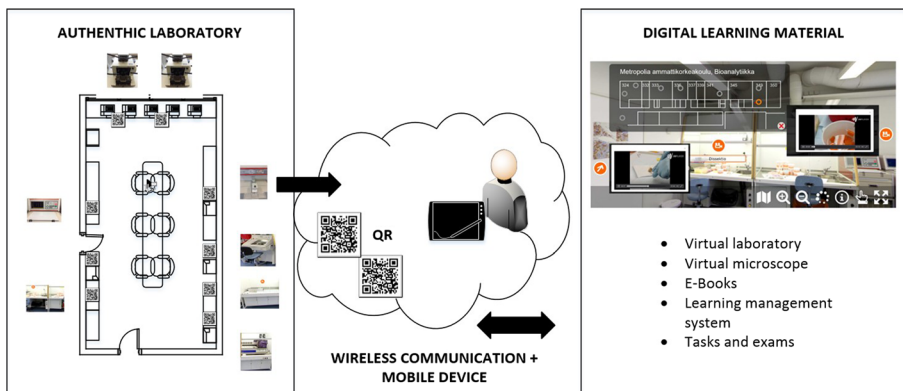 AUTHENTHIC LABORATORY
QR
WIRELESS COMMUNICATION +
MOBILE DEVICE
DIGITAL LEARNING MATERIAL
Metropolia ammattikorkeakoulu, Bioanalytiikka
• Virtual laboratory
• Virtual microscope
• E-Books
• Learning management
system
• Tasks and exams